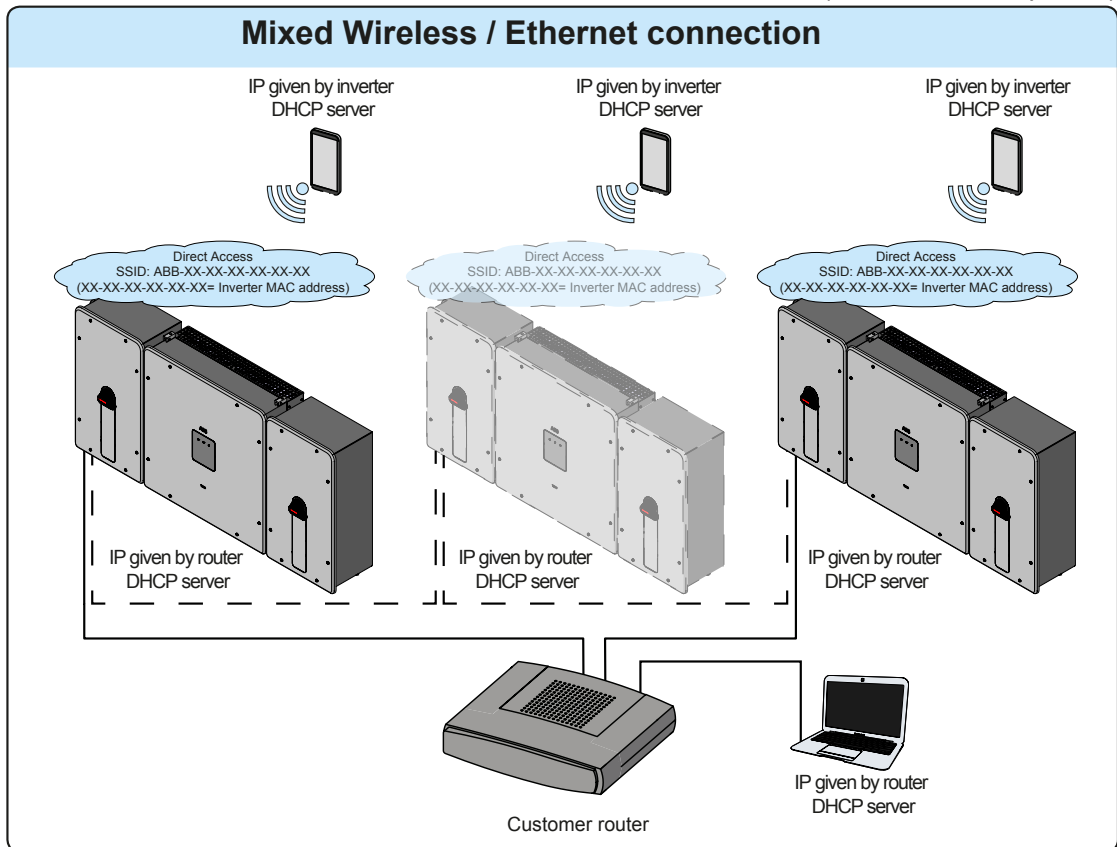 Mixed Wireless / Ethernet connection
IP given by inverter
DHCP server
IP given by inverter
DHCP server
IP given by inverter
DHCP server
Direct Access
SSID: ABB-XX-XX-XX-XX-XX-XX
(XX-XX-XX-XX-XX-XX= Inverter MAC address)
Direct Access
SSID: ABB-XX-XX-XX-XX-XX-XX
(XX-XX-XX-XX-XX-XX= Inverter MAC address)
Direct Access
SSID: ABB-XX-XX-XX-XX-XX-XX
(XX-XX-XX-XX-XX-XX= Inverter MAC address)
IP given by router
DHCP server
IP given by router
DHCP server
IP given by router
DHCP server
IP given by router
DHCP server
Customer router